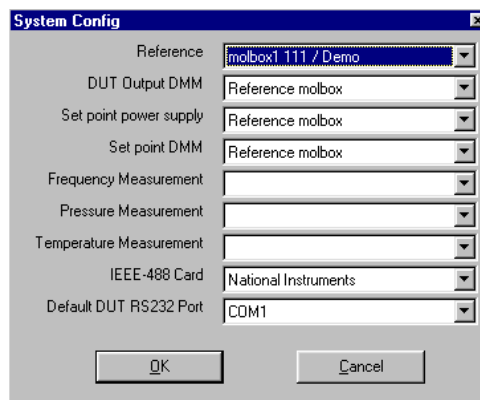 System Config
Reference molbox1 111 / Demo
DUT Output DMM Reference molbox
Set point power supply Reference molbox
Set point DMM Reference molbox
Frequency Measurement
Pressure Measurement
Temperature Measurement
IEEE-488 Card National Instruments
Default DUT RS232 Port COM1
OK Cancel